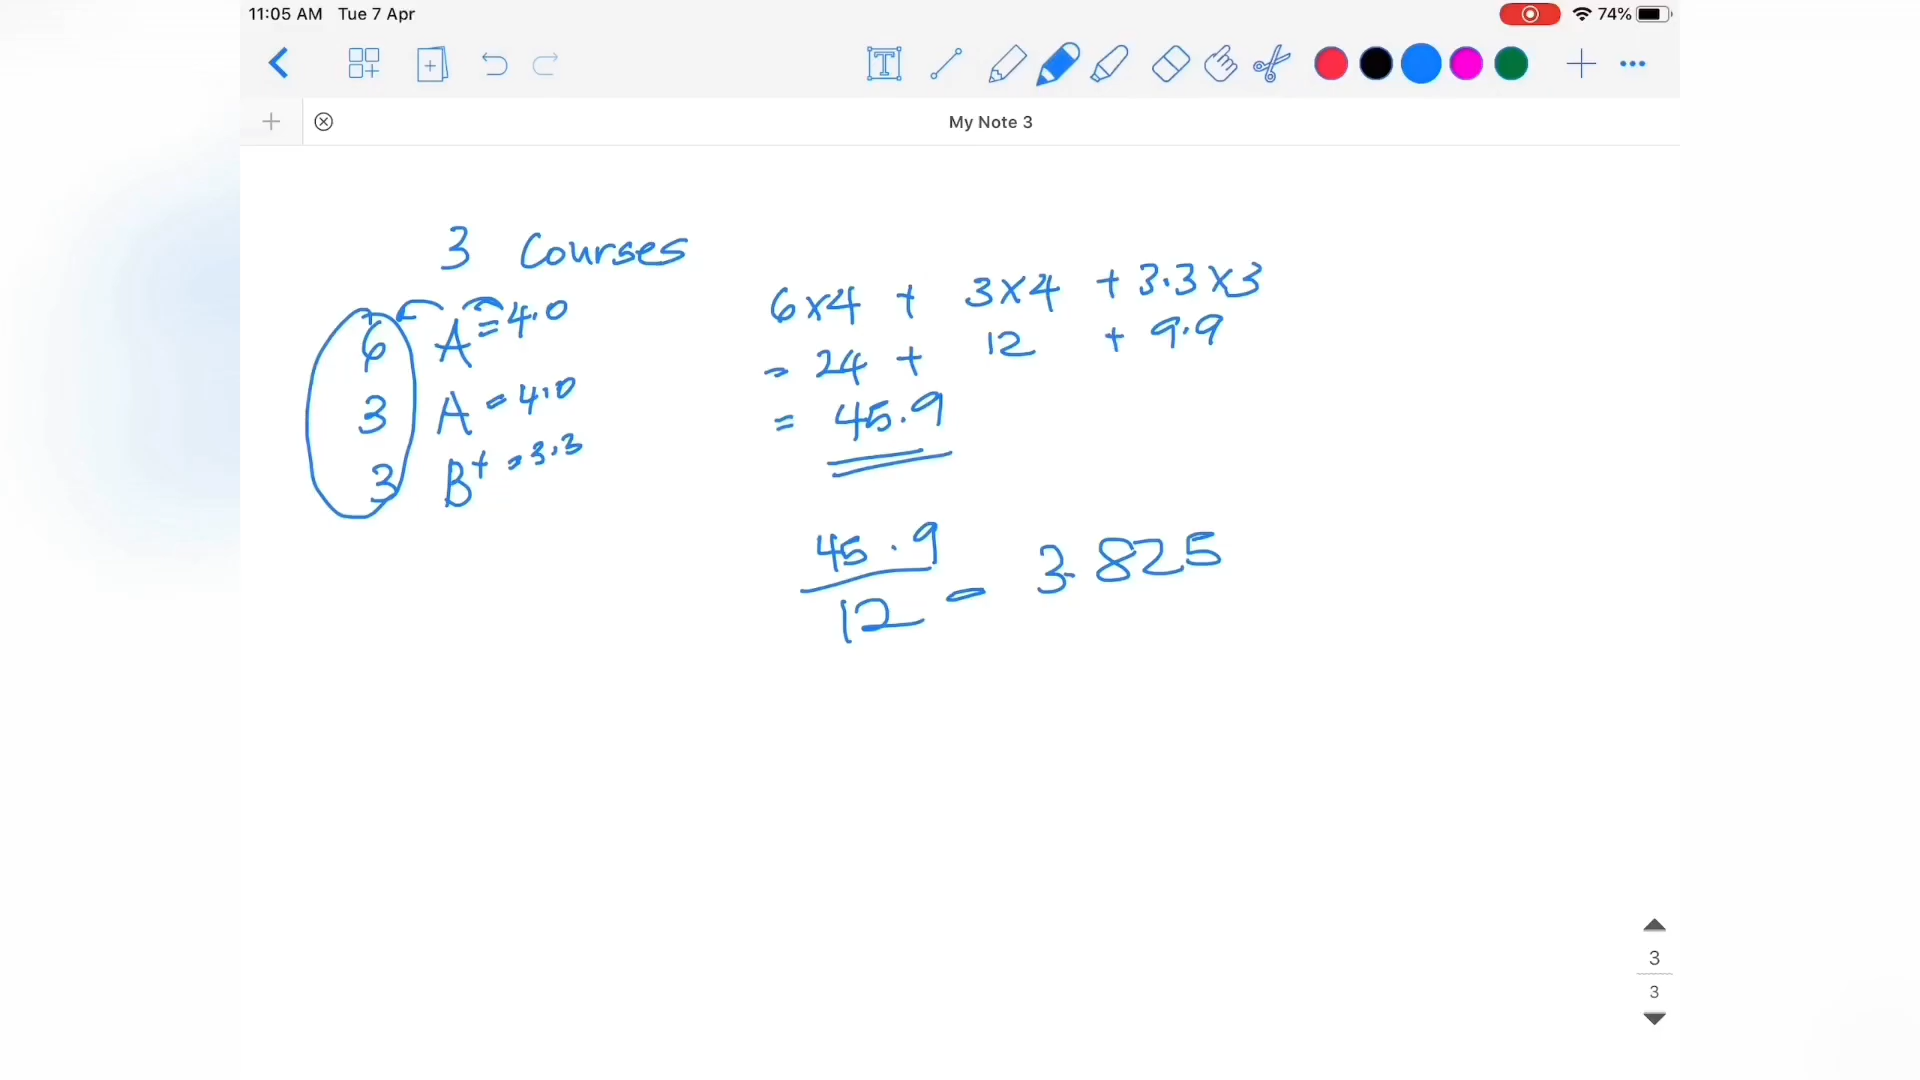 11:05 AM Tue 7 Apr
74%
T
My Note 3
3 Courses
6 A = 4.0
3 A = 4.0
3 B+ = 3.3
6x4 + 3x4 + 3.3x3
= 24 + 12 + 9.9
= 45.9
45.9
12
= 3.825
3
3